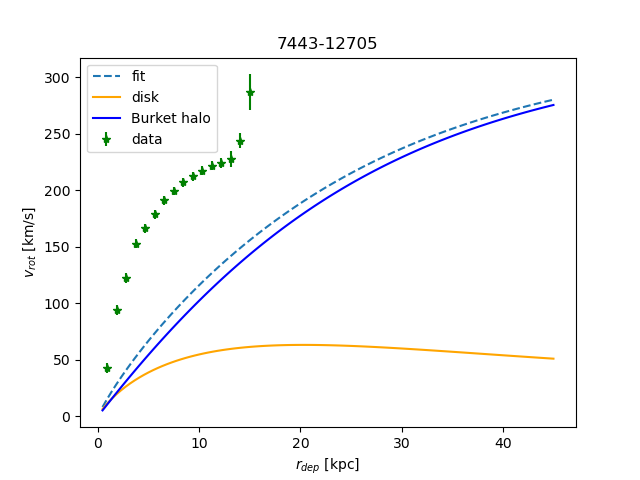 7443-12705
fit
disk
Burket halo
data
300
250
200
150
100
50
0
v_rot [km/s]
0 10 20 30 40
r_dep [kpc]